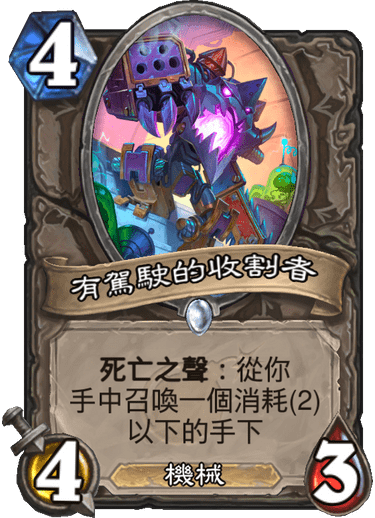 4
有駕駛的收割者
死亡之聲：從你
手中召喚一個消耗(2)
以下的手下
4
機械
3